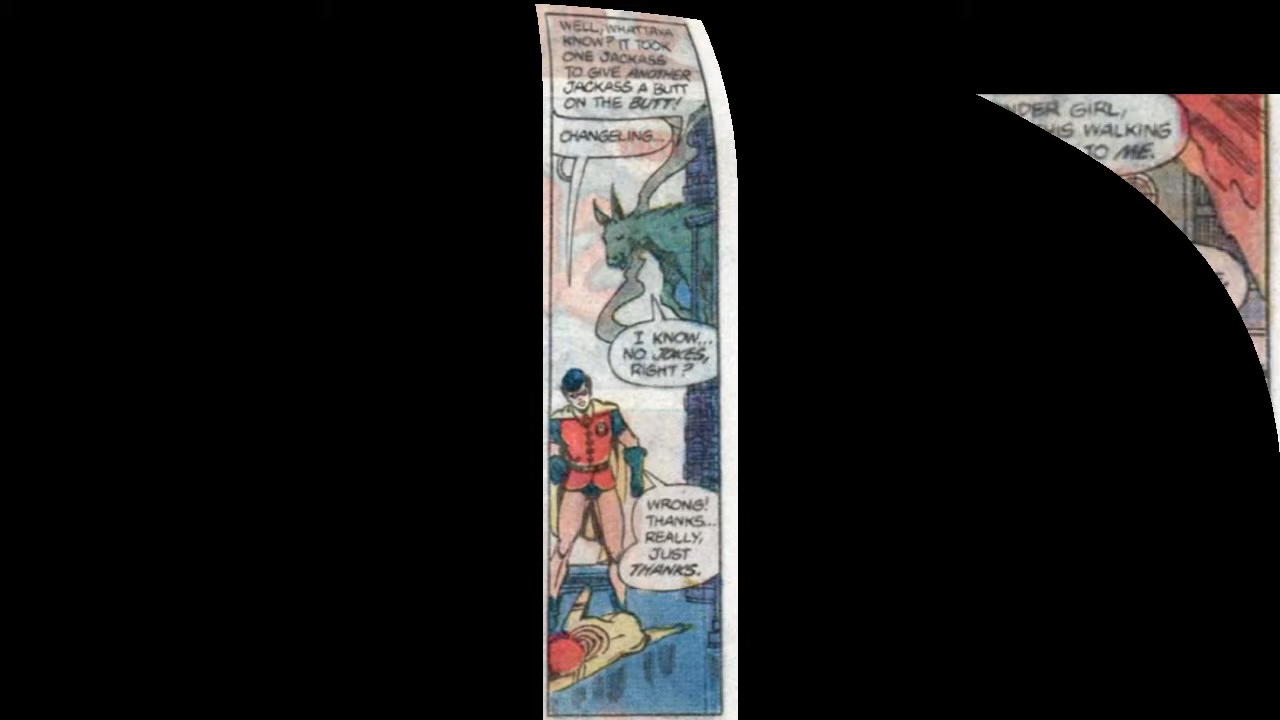 WELL, WHATTAYA
KNOW? IT TOOK
ONE JACKASS
TO GIVE ANOTHER
JACKASS A BUTT
ON THE BUTT!
CHANGELING...
I KNOW...
NO JOKES,
RIGHT?
WRONG!
THANKS...
REALLY,
JUST
THANKS.
GIRL,
WALKING
TO ME.